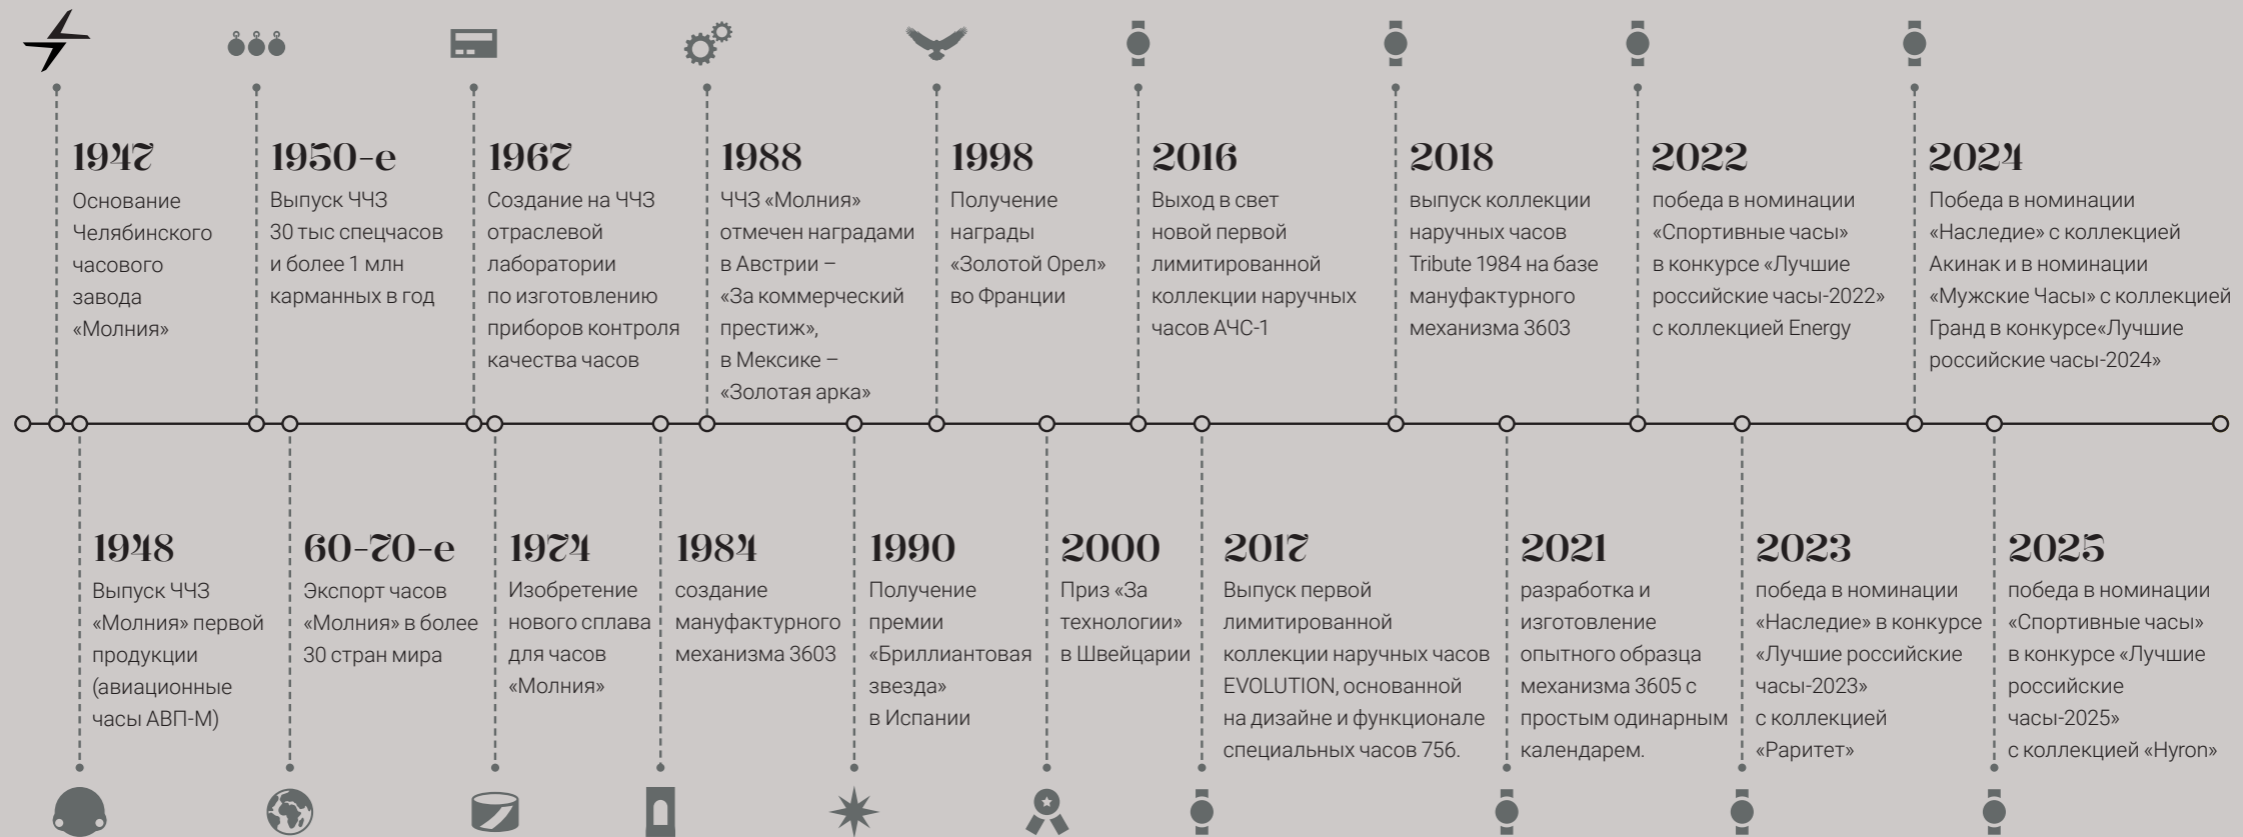 1947
Основание
Челябинского
часового
завода
«Молния»
1950-е
Выпуск ЧЧЗ
30 тыс спецчасов
и более 1 млн
карманных в год
1967
Создание на ЧЧЗ
отраслевой
лаборатории
по изготовлению
приборов контроля
качества часов
1988
ЧЧЗ «Молния»
отмечен наградами
в Австрии –
«За коммерческий
престиж»,
в Мексике –
«Золотая арка»
1998
Получение
награды
«Золотой Орел»
во Франции
2016
Выход в свет
новой первой
лимитированной
коллекции наручных
часов АЧС-1
2018
выпуск коллекции
наручных часов
Tribute 1984 на базе
мануфактурного
механизма 3603
2022
победа в номинации
«Спортивные часы»
в конкурсе «Лучшие
российские часы-2022»
с коллекцией Energy
2024
Победа в номинации
«Наследие» с коллекцией
Акинак и в номинации
«Мужские Часы» с коллекцией
Гранд в конкурсе«Лучшие
российские часы-2024»
1948
Выпуск ЧЧЗ
«Молния» первой
продукции
(авиационные
часы АВП-М)
60-70-е
Экспорт часов
«Молния» в более
30 стран мира
1974
Изобретение
нового сплава
для часов
«Молния»
1984
создание
мануфактурного
механизма 3603
1990
Получение
премии
«Бриллиантовая
звезда»
в Испании
2000
Приз «За
технологии»
в Швейцарии
2017
Выпуск первой
лимитированной
коллекции наручных часов
EVOLUTION, основанной
на дизайне и функционале
специальных часов 756.
2021
разработка и
изготовление
опытного образца
механизма 3605 с
простым одинарным
календарем.
2023
победа в номинации
«Наследие» в конкурсе
«Лучшие российские
часы-2023»
с коллекцией
«Раритет»
2025
победа в номинации
«Спортивные часы»
в конкурсе «Лучшие
российские
часы-2025»
с коллекцией «Hyron»